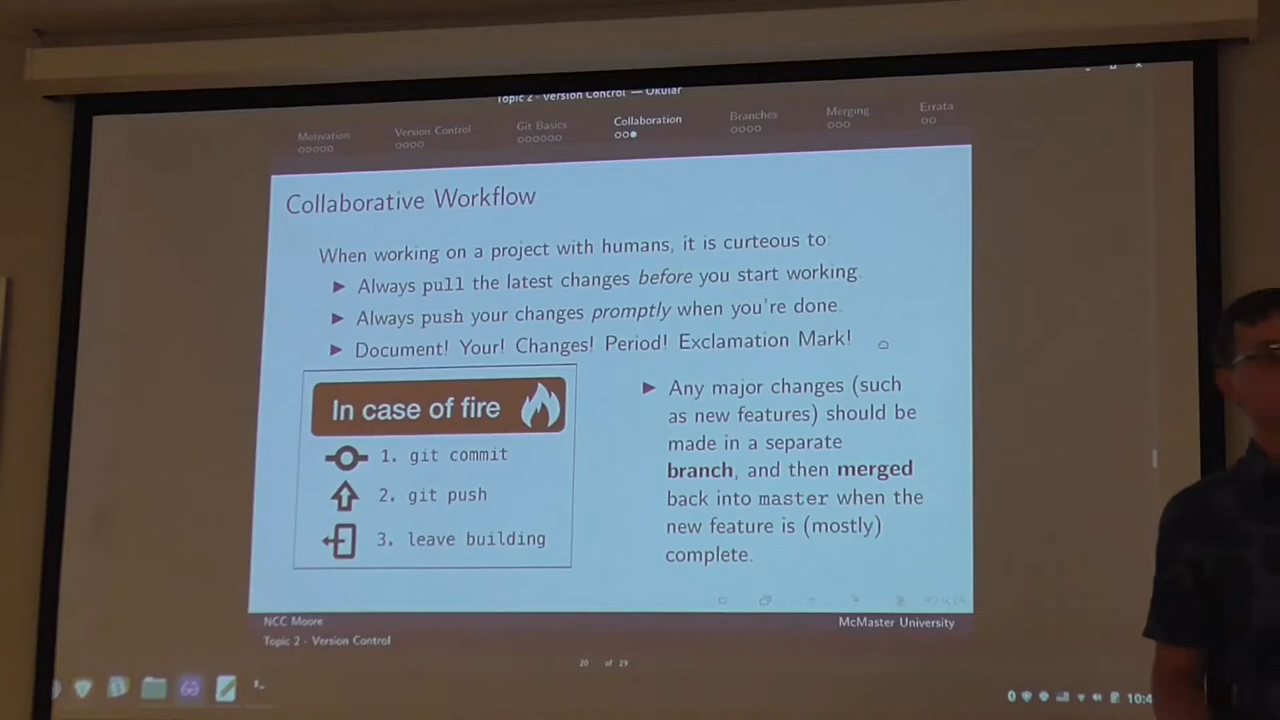 Topic 2 - Version Control — Okular
Motivation
Version Control
Git Basics
Collaboration
Branches
Merging
Errata
Collaborative Workflow
When working on a project with humans, it is curteous to:
Always pull the latest changes before you start working.
Always push your changes promptly when you're done.
Document! Your! Changes! Period! Exclamation Mark!
In case of fire
1. git commit
2. git push
3. leave building
Any major changes (such
as new features) should be
made in a separate
branch, and then merged
back into master when the
new feature is (mostly)
complete.
NCC Moore
McMaster University
Topic 2 - Version Control
20 of 29